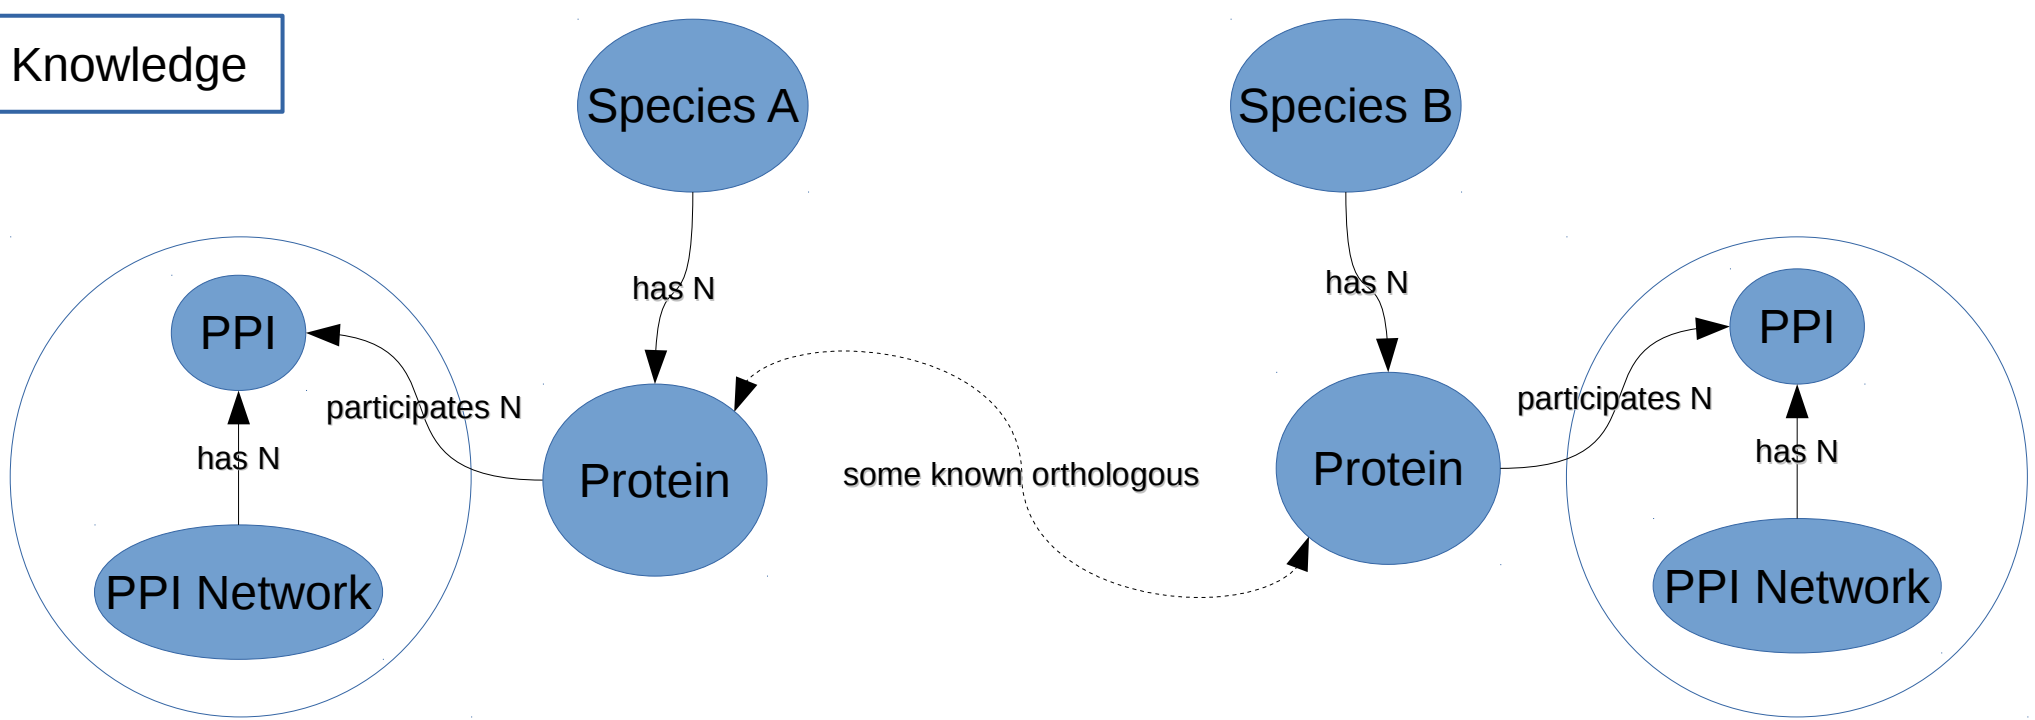 Knowledge
Species A
Species B
has N
has N
PPI
PPI
participates N
participates N
has N
has N
Protein
some known orthologous
Protein
PPI Network
PPI Network